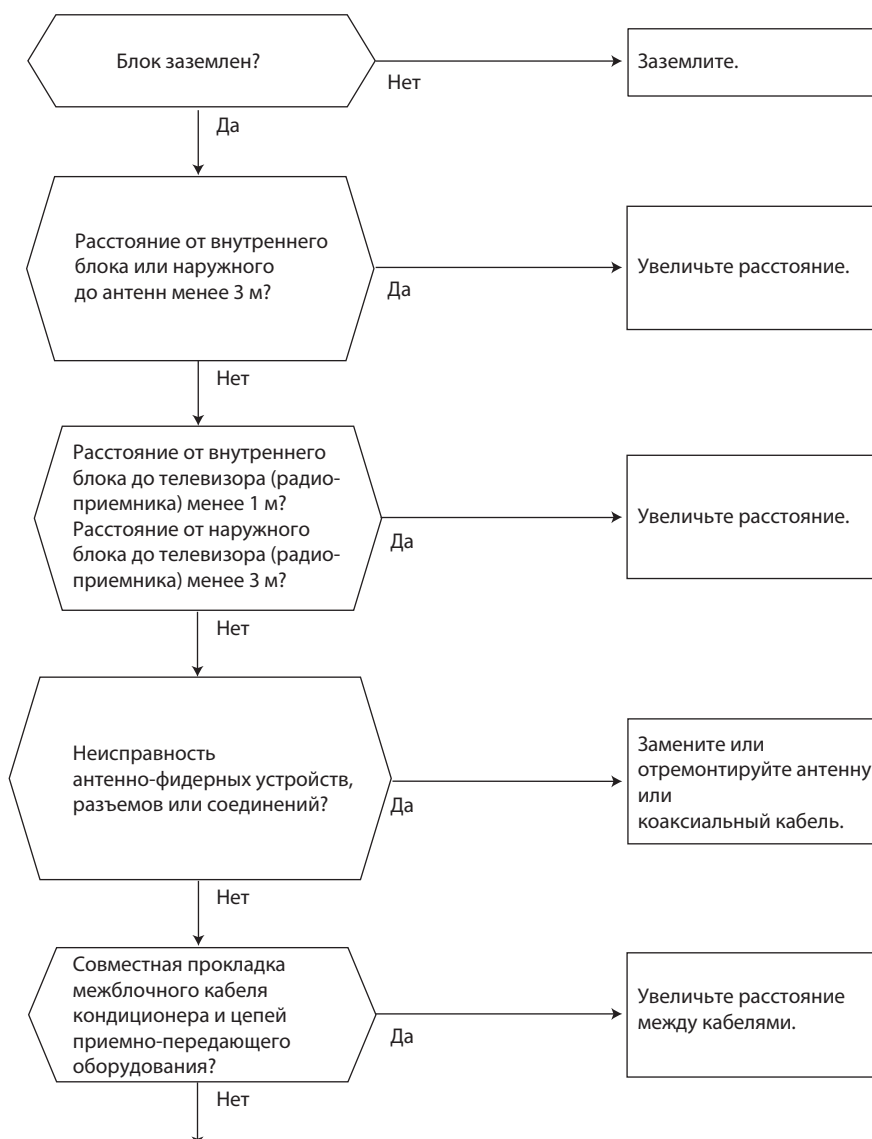 Блок заземлен?
Нет
Заземлите.
Да
Расстояние от внутреннего
блока или наружного
до антенн менее 3 м?
Да
Увеличьте расстояние.
Нет
Расстояние от внутреннего
блока до телевизора (радио-
приемника) менее 1 м?
Расстояние от наружного
блока до телевизора (радио-
приемника) менее 3 м?
Да
Увеличьте расстояние.
Нет
Неисправность
антенно-фидерных устройств,
разъемов или соединений?
Да
Замените или
отремонтируйте антенну
или
коаксиальный кабель.
Нет
Совместная прокладка
межблочного кабеля
кондиционера и цепей
приемно-передающего
оборудования?
Да
Увеличьте расстояние
между кабелями.
Нет